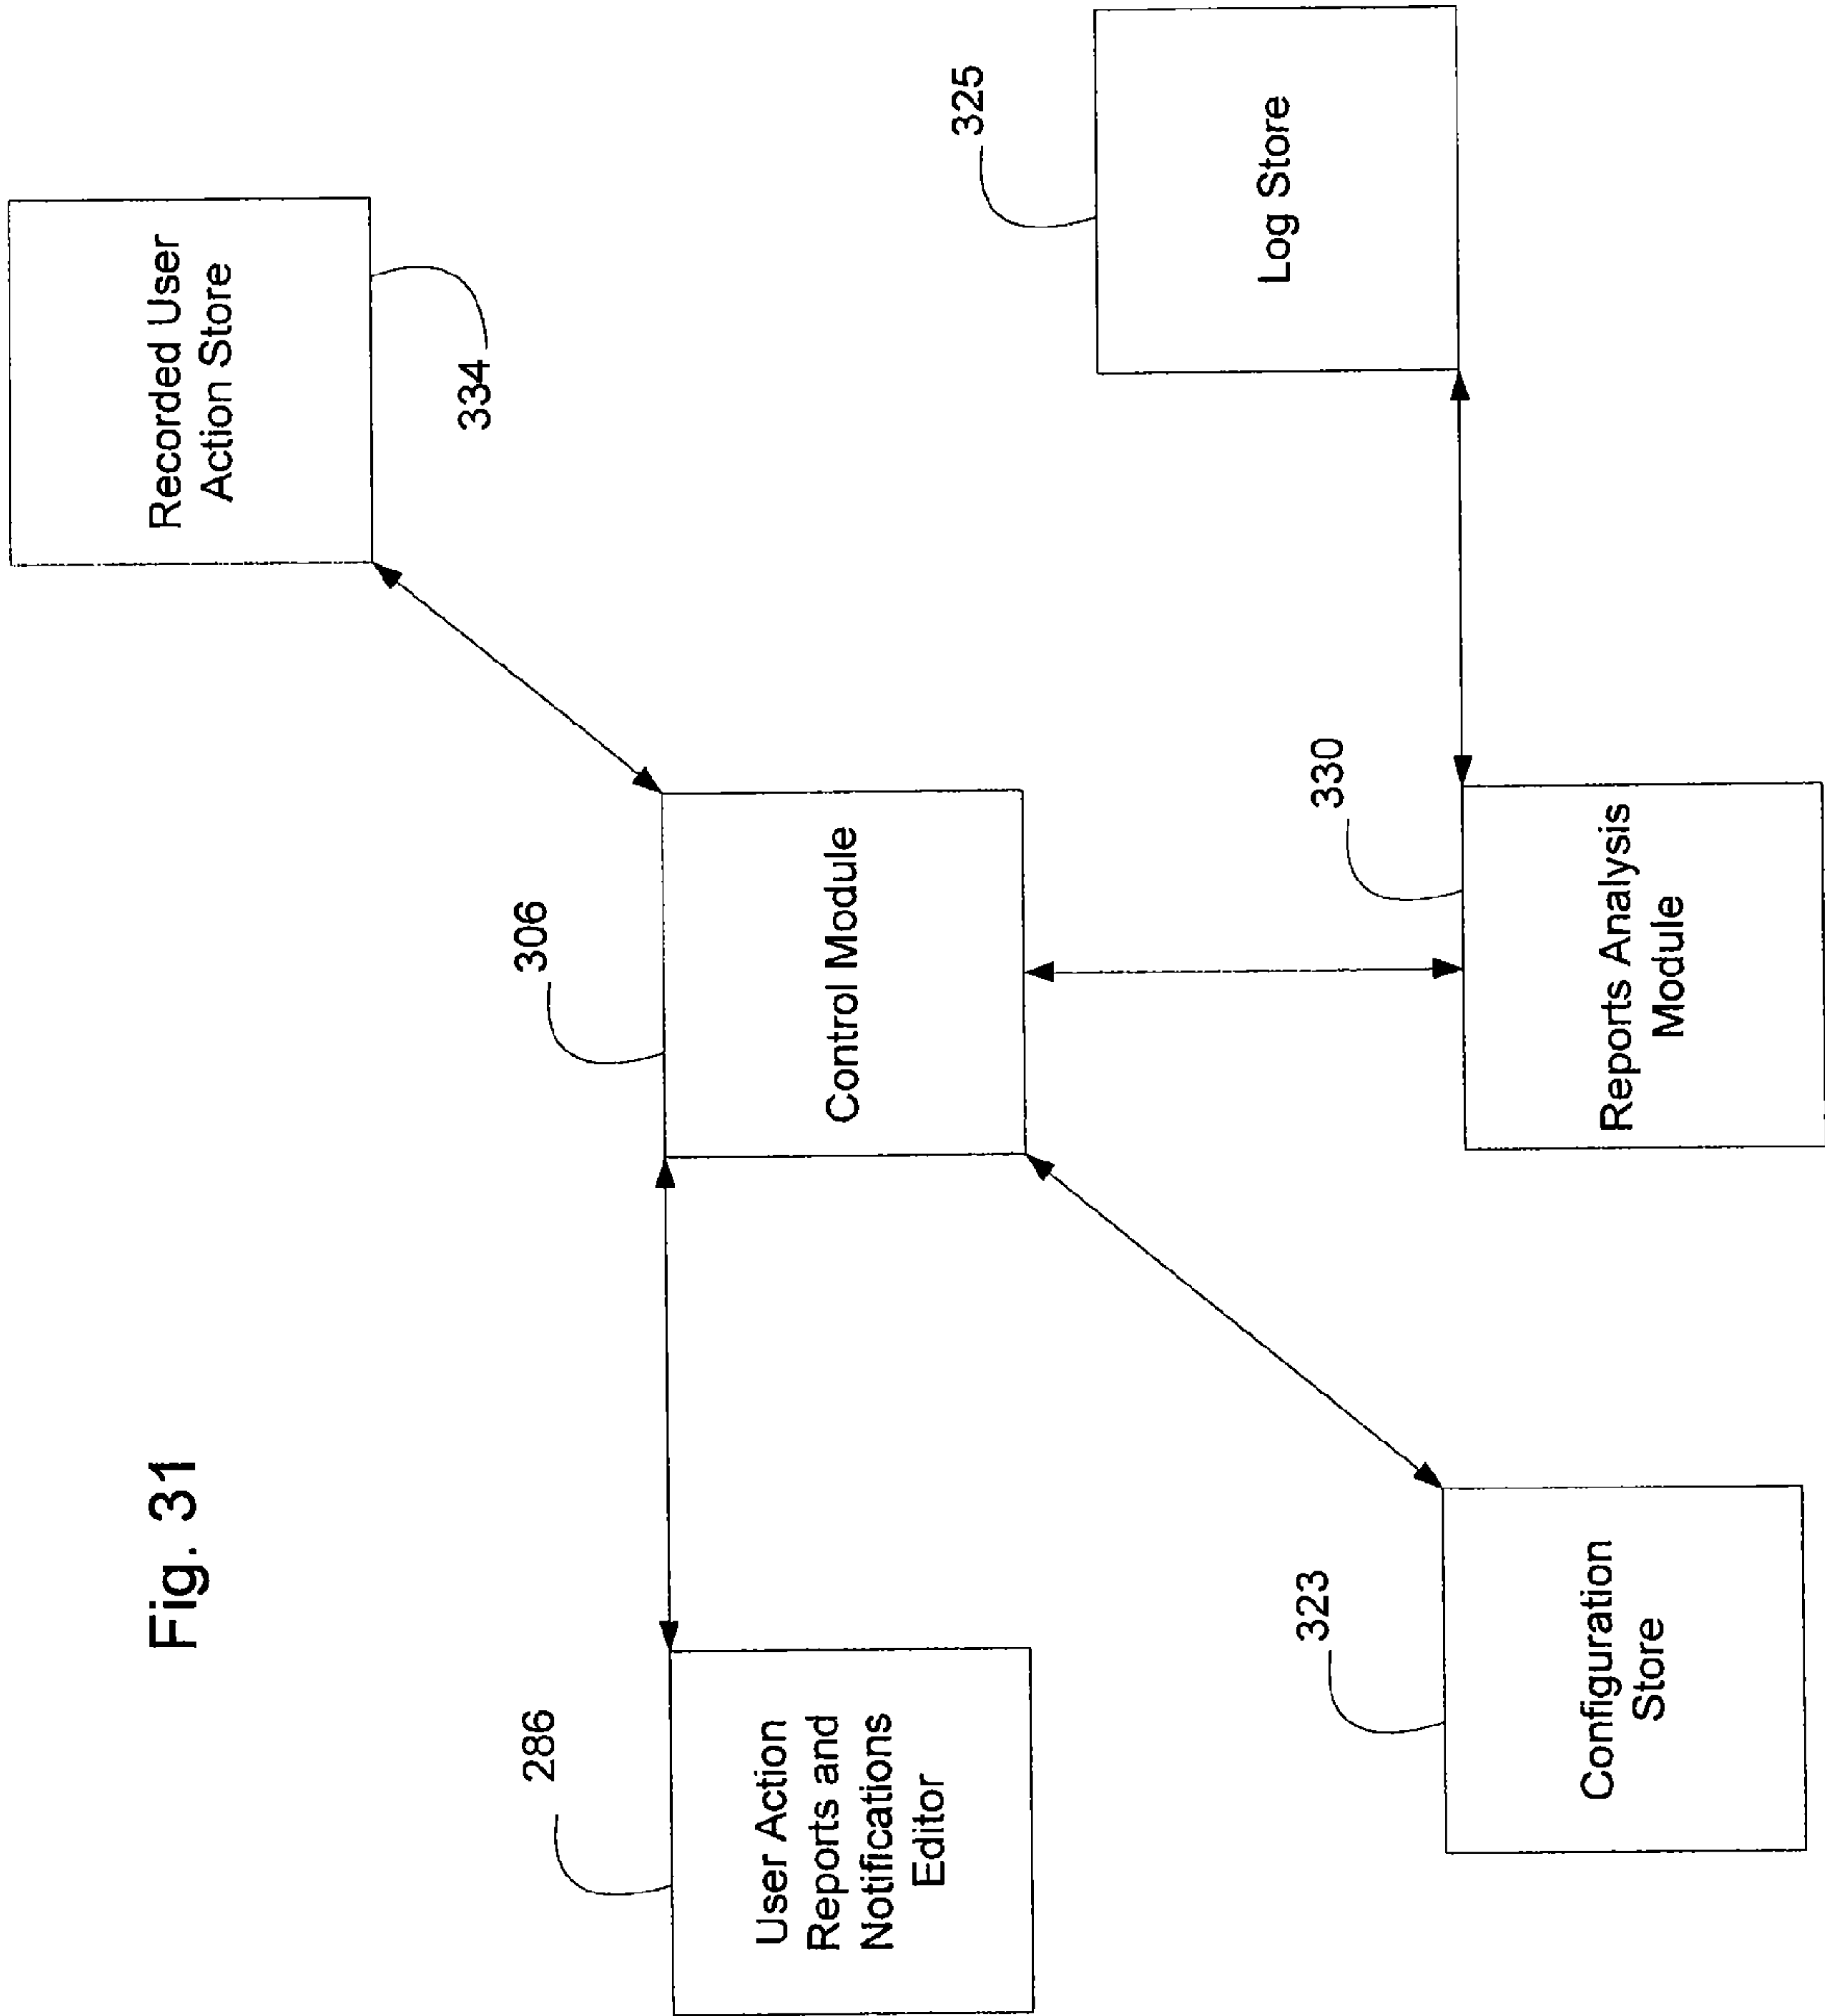 Fig. 31
286
User Action
Reports and
Notifications
Editor
306
Control Module
334
Recorded User
Action Store
323
Configuration
Store
330
Reports Analysis
Module
325
Log Store